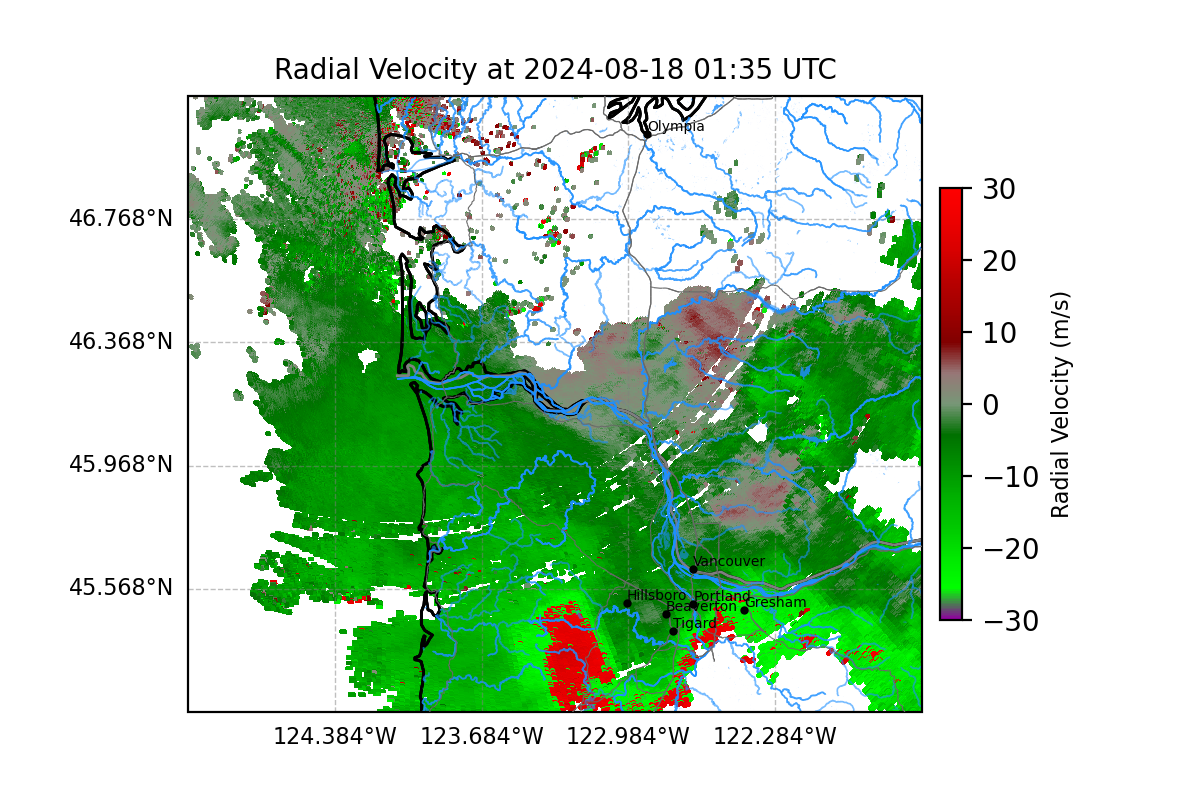 Radial Velocity at 2024-08-18 01:35 UTC
Olympia
46.768°N
46.368°N
45.968°N
45.568°N
Vancouver
Hillsboro
Portland
Beaverton
Gresham
Tigard
124.384°W
123.684°W
122.984°W
122.284°W
30
20
10
0
−10
−20
−30
Radial Velocity (m/s)